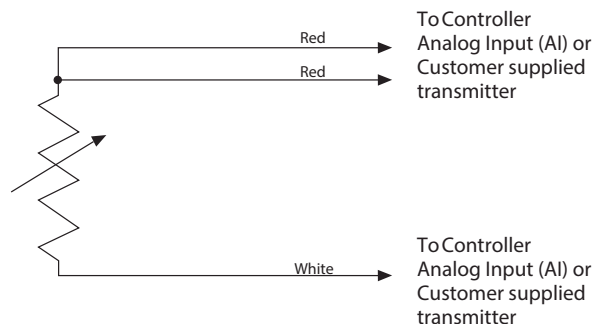 Red
To Controller
Analog Input (AI) or
Customer supplied
transmitter
Red
White
To Controller
Analog Input (AI) or
Customer supplied
transmitter